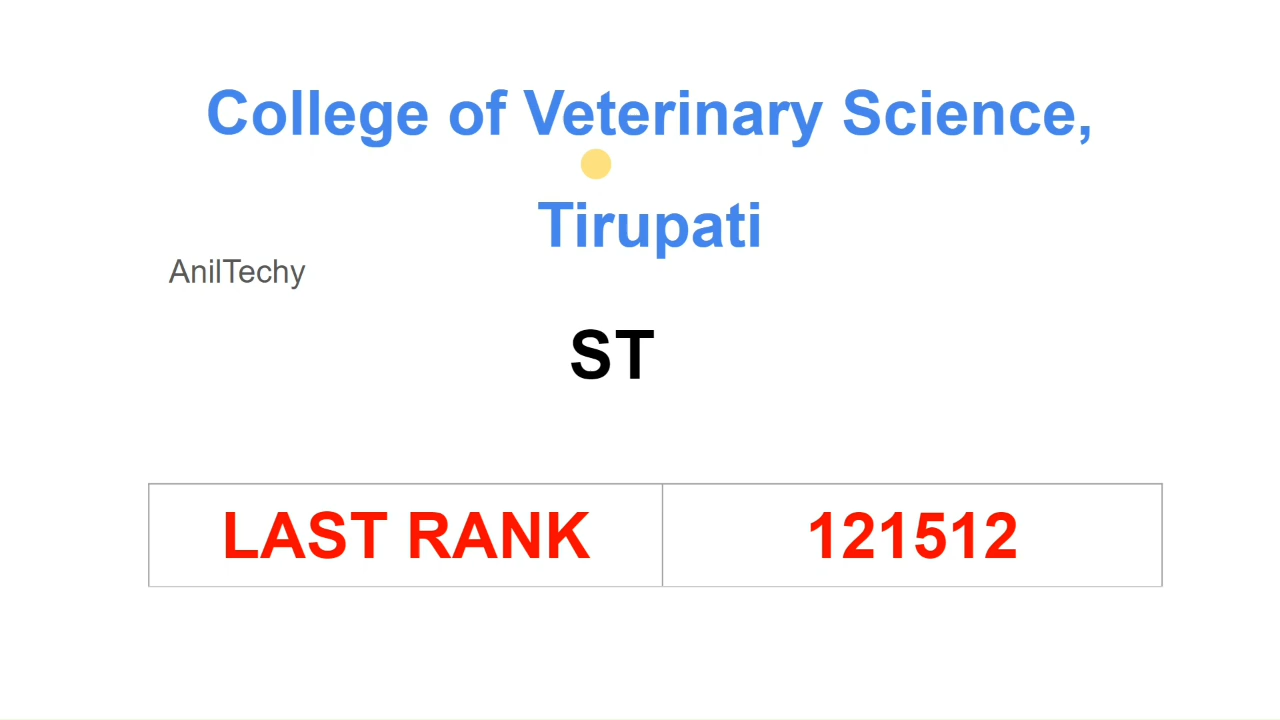 College of Veterinary Science,
Tirupati
AnilTechy
ST
LAST RANK 121512